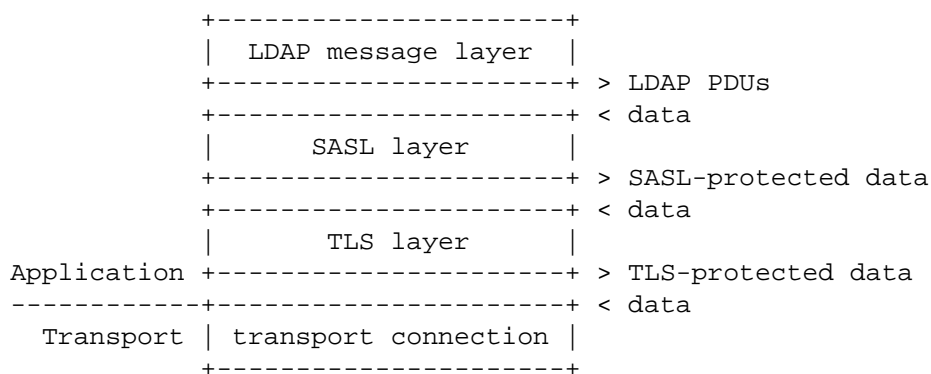 +----------------------+
               |  LDAP message layer  |
               +----------------------+ > LDAP PDUs
               +----------------------+ < data
               |      SASL layer      |
               +----------------------+ > SASL-protected data
               +----------------------+ < data
               |       TLS layer      |
   Application +----------------------+ > TLS-protected data
   ------------+----------------------+ < data
     Transport | transport connection |
               +----------------------+